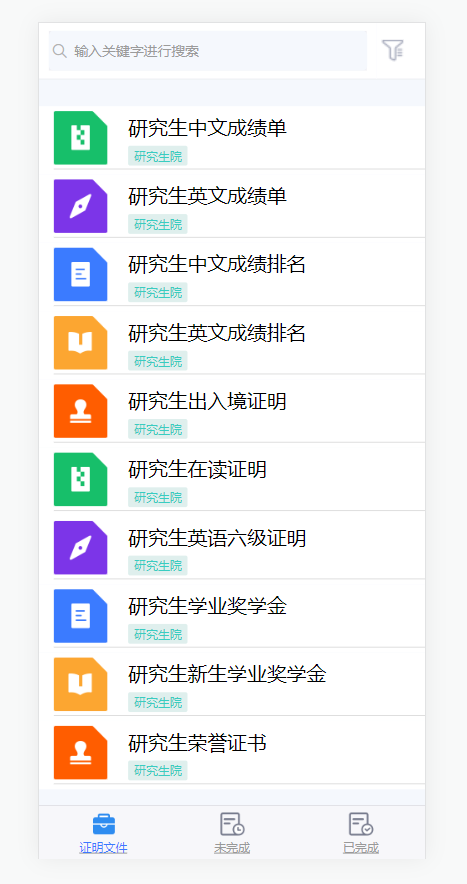 输入关键字进行搜索
研究生中文成绩单
研究生院
研究生英文成绩单
研究生院
研究生中文成绩排名
研究生院
研究生英文成绩排名
研究生院
研究生出入境证明
研究生院
研究生在读证明
研究生院
研究生英语六级证明
研究生院
研究生学业奖学金
研究生院
研究生新生学业奖学金
研究生院
研究生荣誉证书
研究生院
证明文件 未完成 已完成